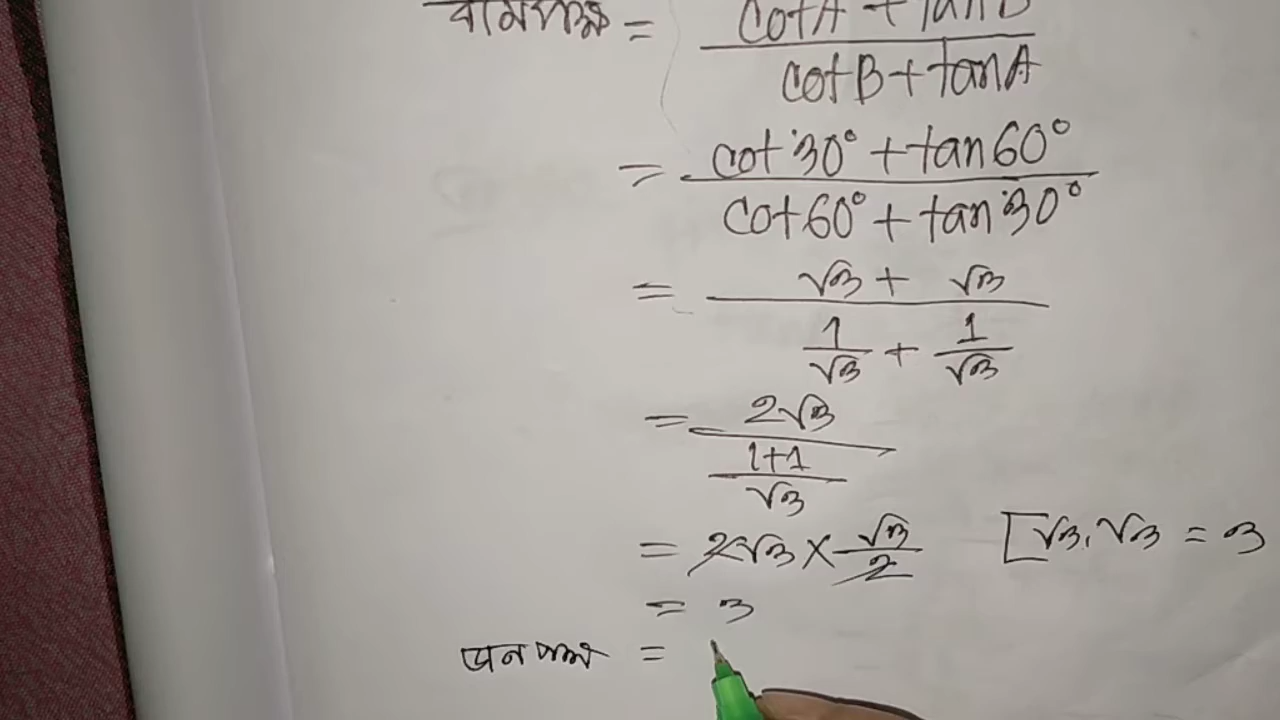 বামপক্ষ = cotA + tanB / cotB + tanA
= cot 30° + tan 60° / cot 60° + tan 30°
= √3 + √3 / 1/√3 + 1/√3
= 2√3 / 1+1/√3
= 2√3 × √3/2 [√3.√3 = 3
= 3
ডানপক্ষ =